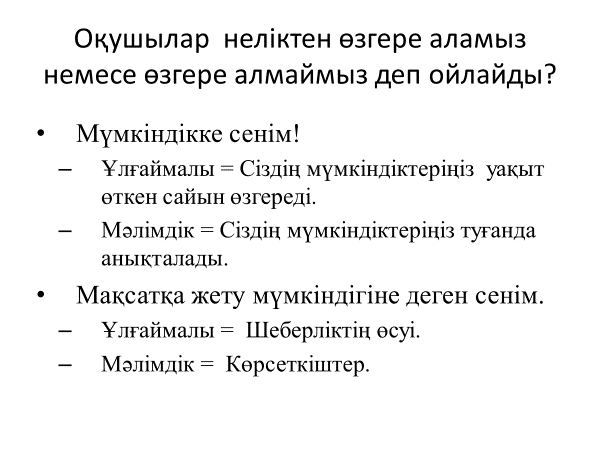 Оқушылар неліктен өзгере аламыз
немесе өзгере алмаймыз деп ойлайды?
• Мүмкіндікке сенім!
– Ұлғаймалы = Сіздің мүмкіндіктеріңіз уақыт
өткен сайын өзгереді.
– Мәлімдік = Сіздің мүмкіндіктеріңіз туғанда
анықталады.
• Мақсатқа жету мүмкіндігіне деген сенім.
– Ұлғаймалы = Шеберліктің өсуі.
– Мәлімдік = Көрсеткіштер.